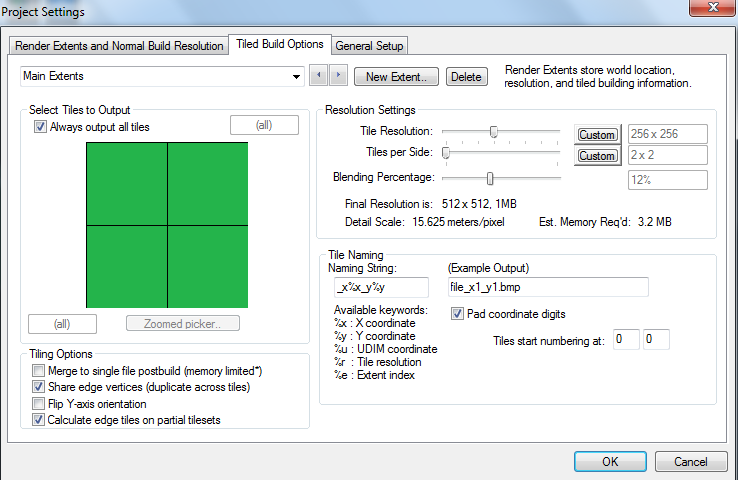 Project Settings
Render Extents and Normal Build Resolution
Tiled Build Options
General Setup
Main Extents
New Extent..
Delete
Render Extents store world location,
resolution, and tiled building information.
Select Tiles to Output
Always output all tiles
(all)
(all)
Zoomed picker..
Tiling Options
Merge to single file postbuild (memory limited*)
Share edge vertices (duplicate across tiles)
Flip Y-axis orientation
Calculate edge tiles on partial tilesets
Resolution Settings
Tile Resolution:
Custom
256 x 256
Tiles per Side:
Custom
2 x 2
Blending Percentage:
12%
Final Resolution is: 512 x 512, 1MB
Detail Scale: 15.625 meters/pixel
Est. Memory Req'd: 3.2 MB
Tile Naming
Naming String:
(Example Output)
_x%x_y%y
file_x1_y1.bmp
Available keywords:
%x : X coordinate
%y : Y coordinate
%u : UDIM coordinate
%r : Tile resolution
%e : Extent index
Pad coordinate digits
Tiles start numbering at:
0
0
OK
Cancel